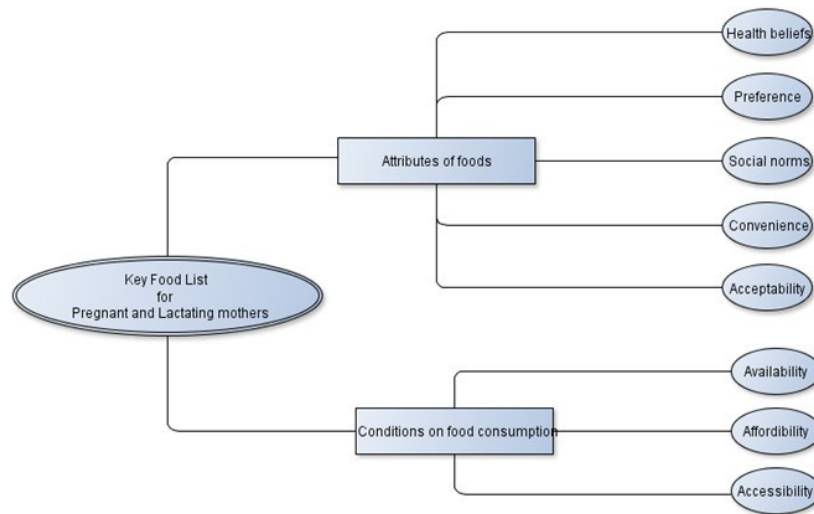 Health beliefs
Preference
Attributes of foods
Social norms
Convenience
Key Food List
for
Pregnant and Lactating mothers
Acceptability
Availability
Conditions on food consumption
Affordibility
Accessibility